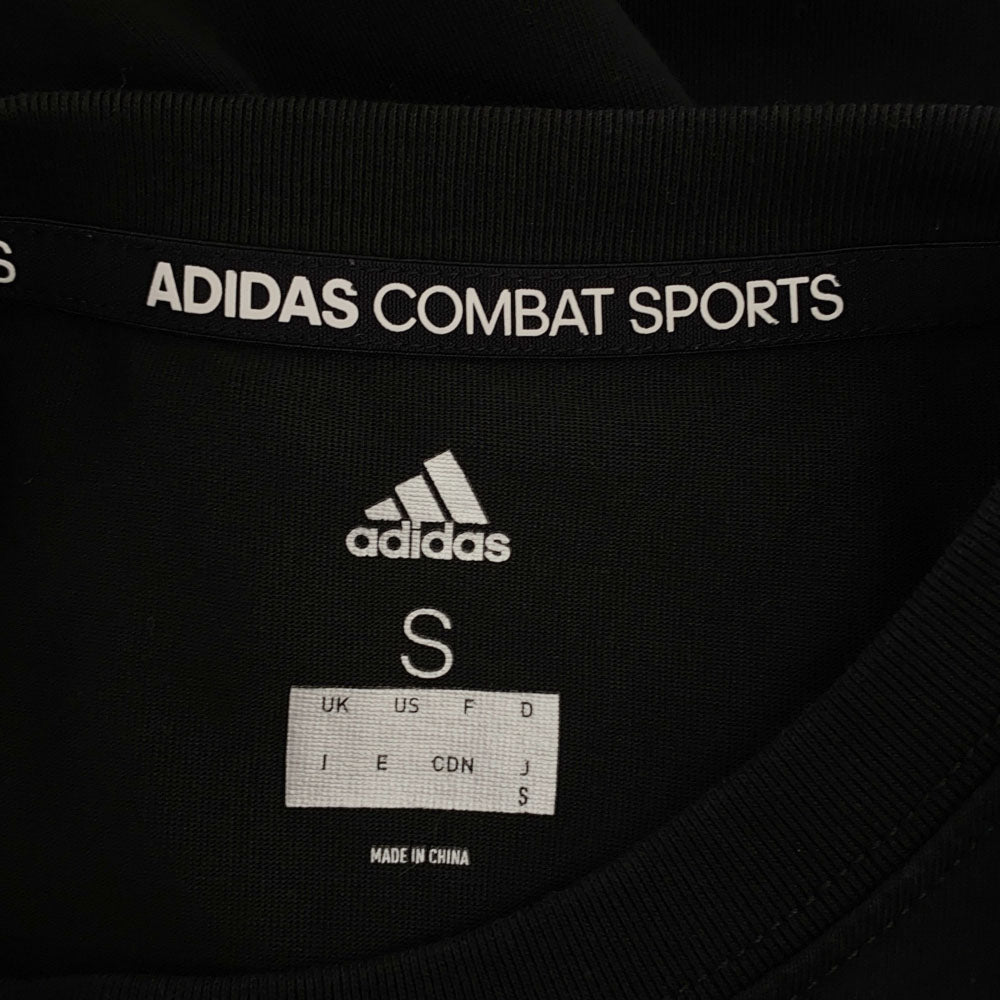 S ADIDAS COMBAT SPORTS
adidas
S
UK US F D
I E CDN J
S
MADE IN CHINA